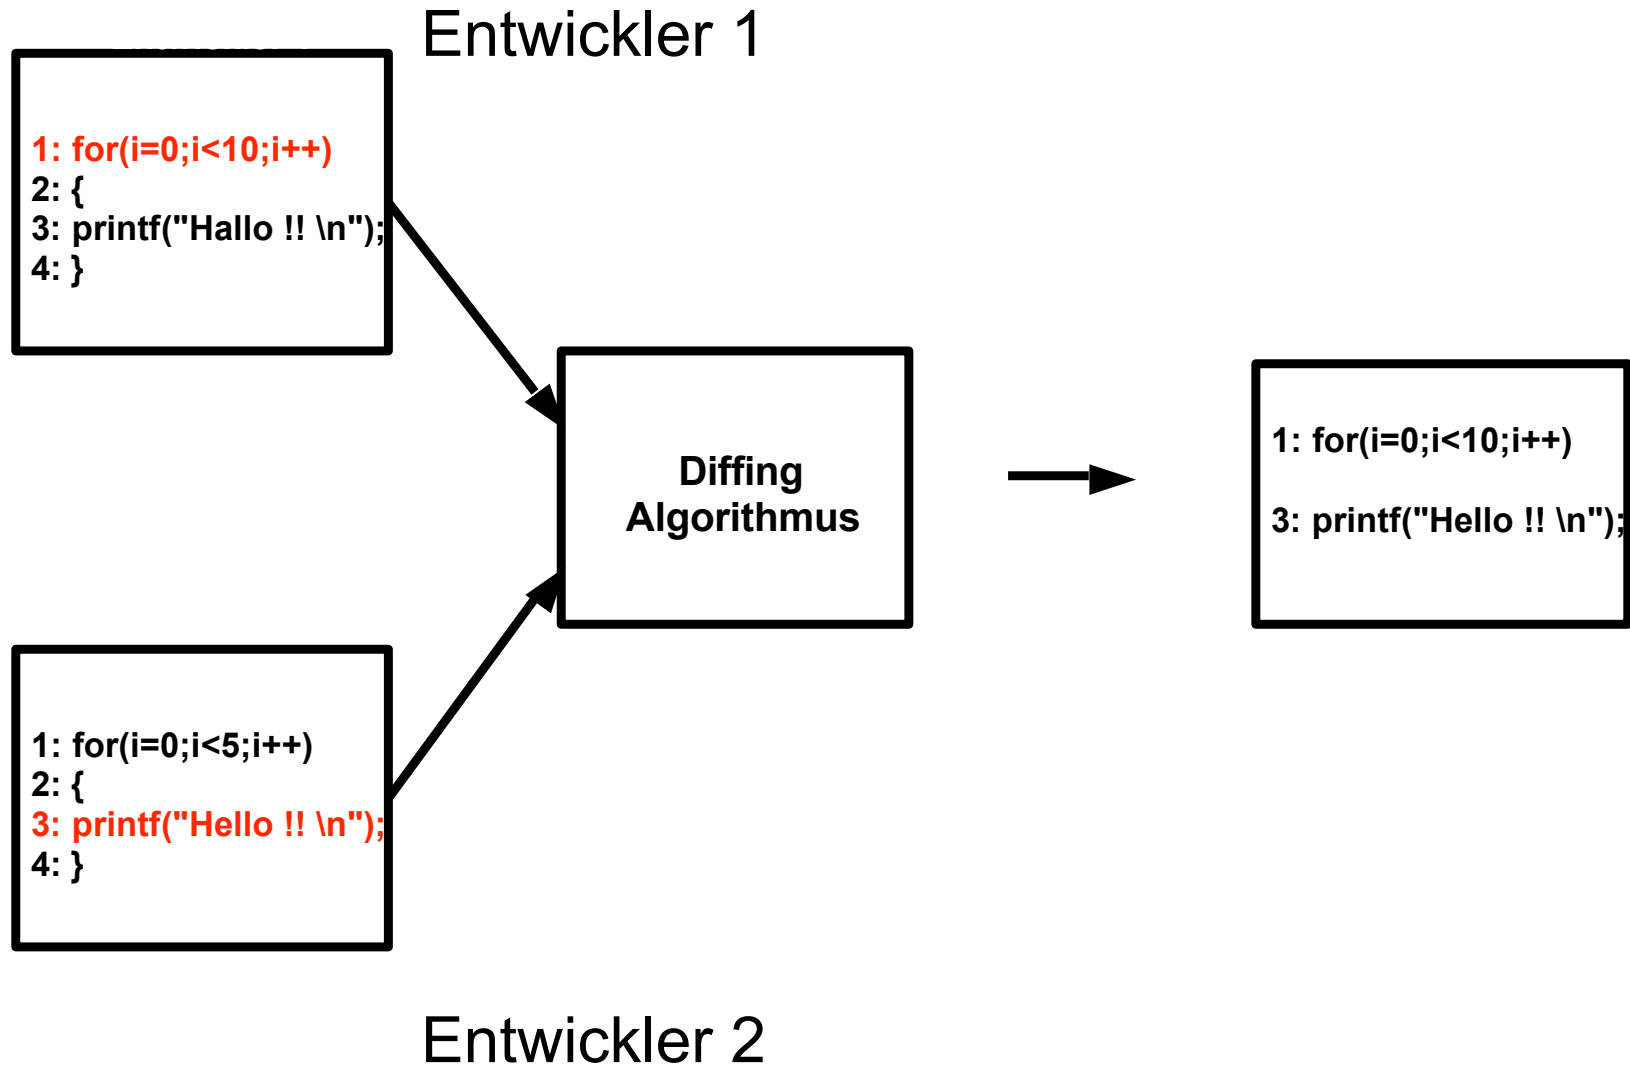 Entwickler 1
1: for(i=0;i<10;i++)
2: {
3: printf("Hallo !! \n");
4: }
Diffing
Algorithmus
1: for(i=0;i<10;i++)
3: printf("Hello !! \n");
1: for(i=0;i<5;i++)
2: {
3: printf("Hello !! \n");
4: }
Entwickler 2